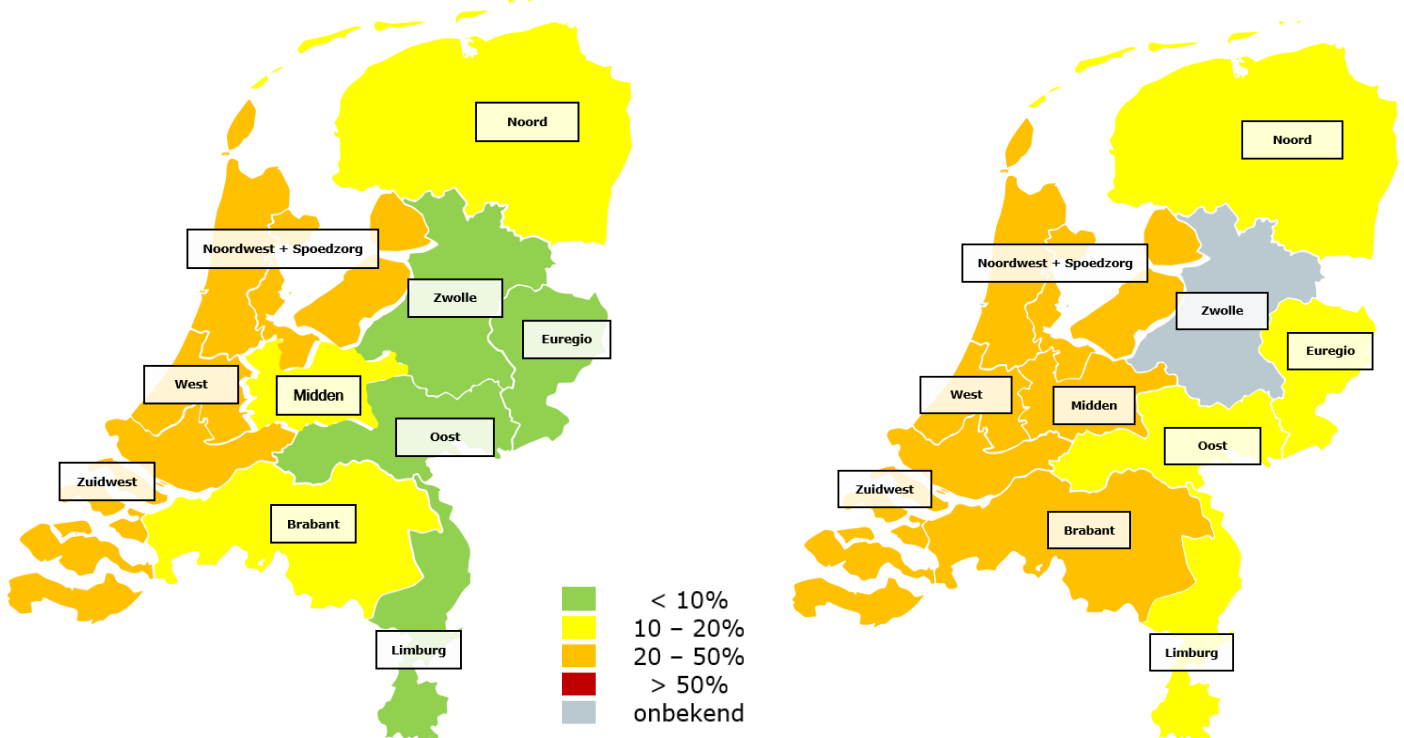 Noord
Noordwest + Spoedzorg
Zwolle
Euregio
West
Midden
Oost
Zuidwest
Brabant
Limburg
< 10%
10 – 20%
20 – 50%
> 50%
onbekend
Noord
Noordwest + Spoedzorg
Zwolle
Euregio
West
Midden
Oost
Zuidwest
Brabant
Limburg